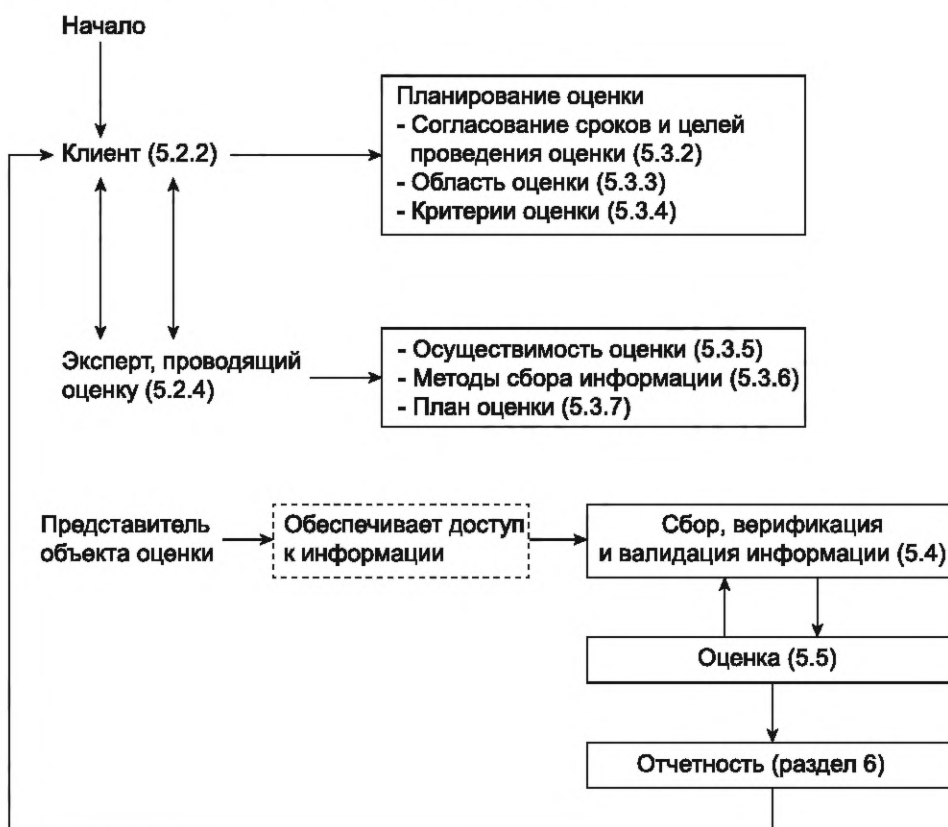 Начало
Клиент (5.2.2)
Планирование оценки
- Согласование сроков и целей
проведения оценки (5.3.2)
- Область оценки (5.3.3)
- Критерии оценки (5.3.4)
Эксперт, проводящий
оценку (5.2.4)
- Осуществимость оценки (5.3.5)
- Методы сбора информации (5.3.6)
- План оценки (5.3.7)
Представитель
объекта оценки
Обеспечивает доступ
к информации
Сбор, верификация
и валидация информации (5.4)
Оценка (5.5)
Отчетность (раздел 6)